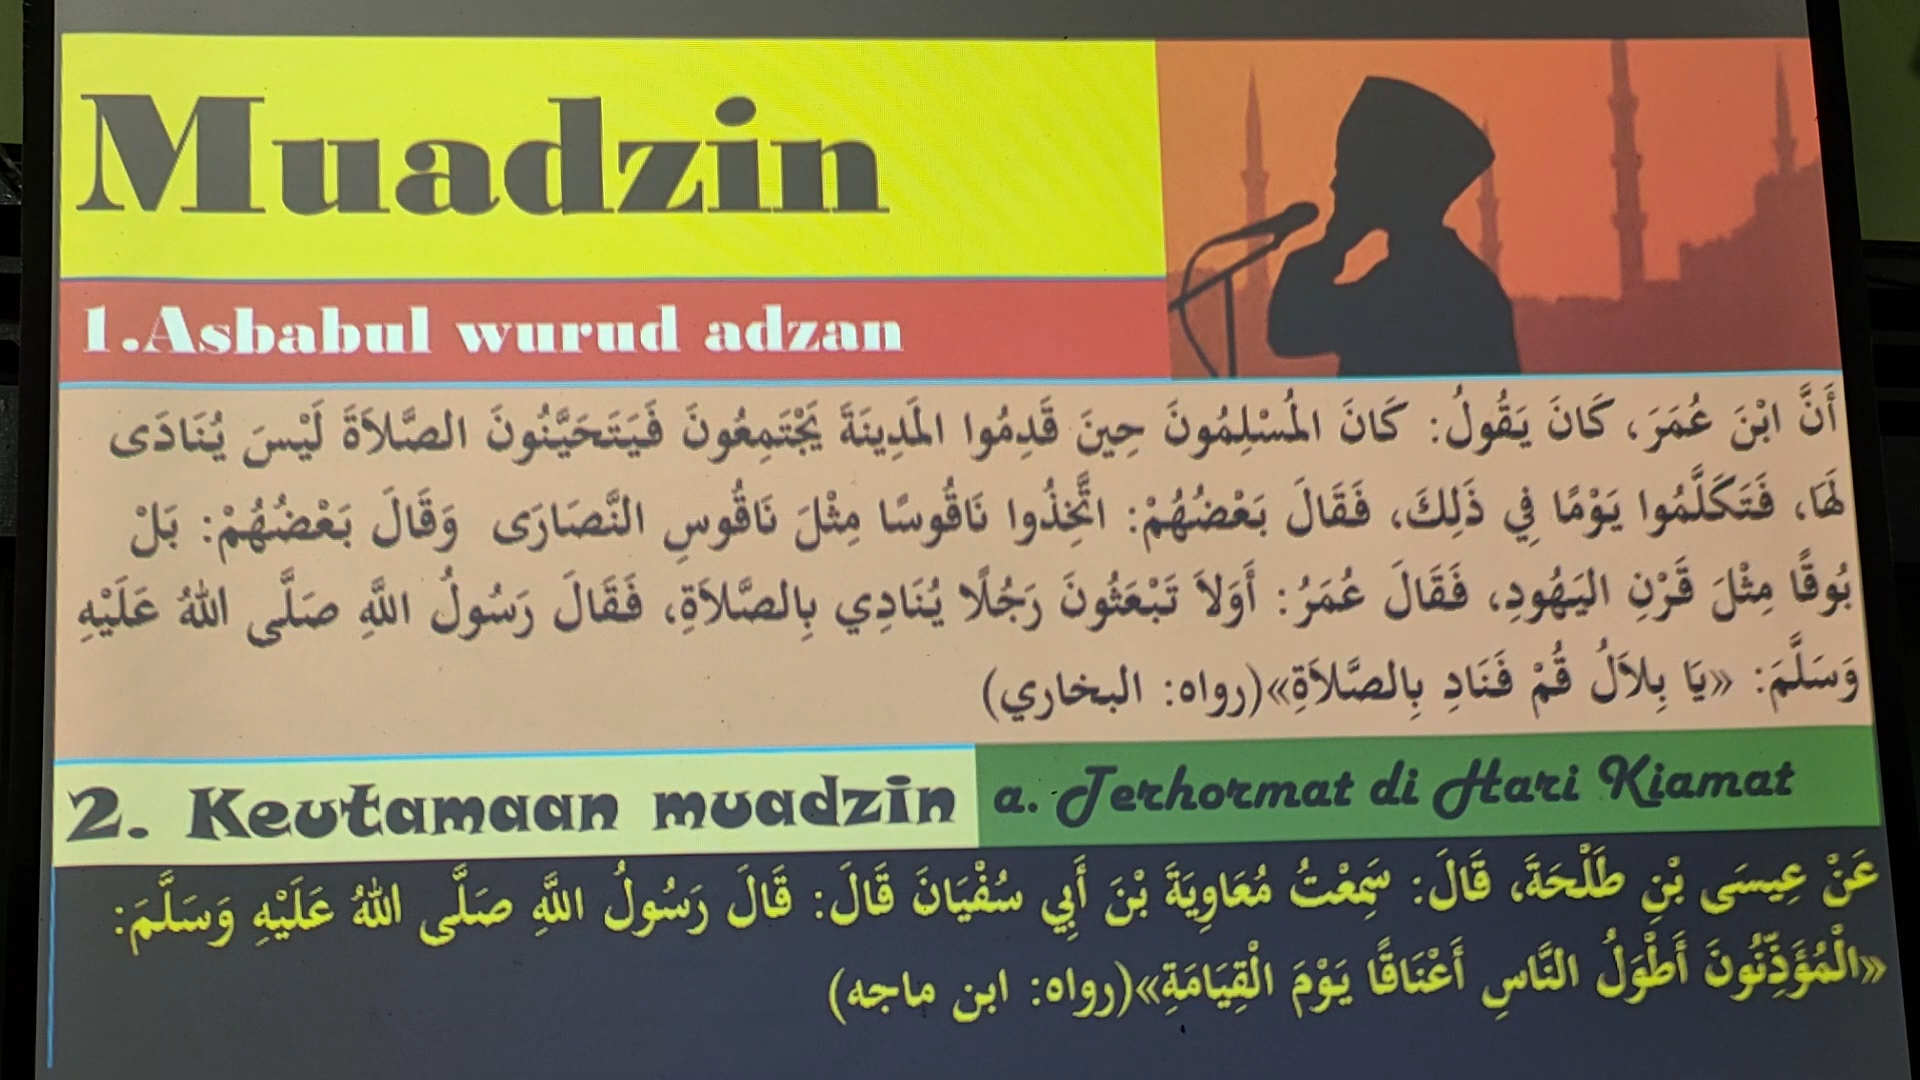 Muadzin
1.Asbabul wurud adzan
أَنَّ ابْنَ عُمَرَ، كَانَ يَقُولُ: كَانَ المُسْلِمُونَ حِينَ قَدِمُوا المَدِينَةَ يَجْتَمِعُونَ فَيَتَحَيَّنُونَ الصَّلاَةَ لَيْسَ يُنَادَى
لَهَا، فَتَكَلَّمُوا يَوْمًا فِي ذَلِكَ، فَقَالَ بَعْضُهُمْ: اتَّخِذُوا نَاقُوسًا مِثْلَ نَاقُوسِ النَّصَارَى وَقَالَ بَعْضُهُمْ: بَلْ
بُوقًا مِثْلَ قَرْنِ اليَهُودِ، فَقَالَ عُمَرُ: أَوَلاَ تَبْعَثُونَ رَجُلًا يُنَادِي بِالصَّلاَةِ، فَقَالَ رَسُولُ اللَّهِ صَلَّى اللهُ عَلَيْهِ
وَسَلَّمَ: «يَا بِلاَلُ قُمْ فَنَادِ بِالصَّلاَةِ»(رواه: البخاري)
2. Keutamaan muadzin
a. Terhormat di Hari Kiamat
عَنْ عِيسَى بْنِ طَلْحَةَ، قَالَ: سَمِعْتُ مُعَاوِيَةَ بْنَ أَبِي سُفْيَانَ قَالَ: قَالَ رَسُولُ اللَّهِ صَلَّى اللهُ عَلَيْهِ وَسَلَّمَ:
«الْمُؤَذِّنُونَ أَطْوَلُ النَّاسِ أَعْنَاقًا يَوْمَ الْقِيَامَةِ»(رواه: ابن ماجه)